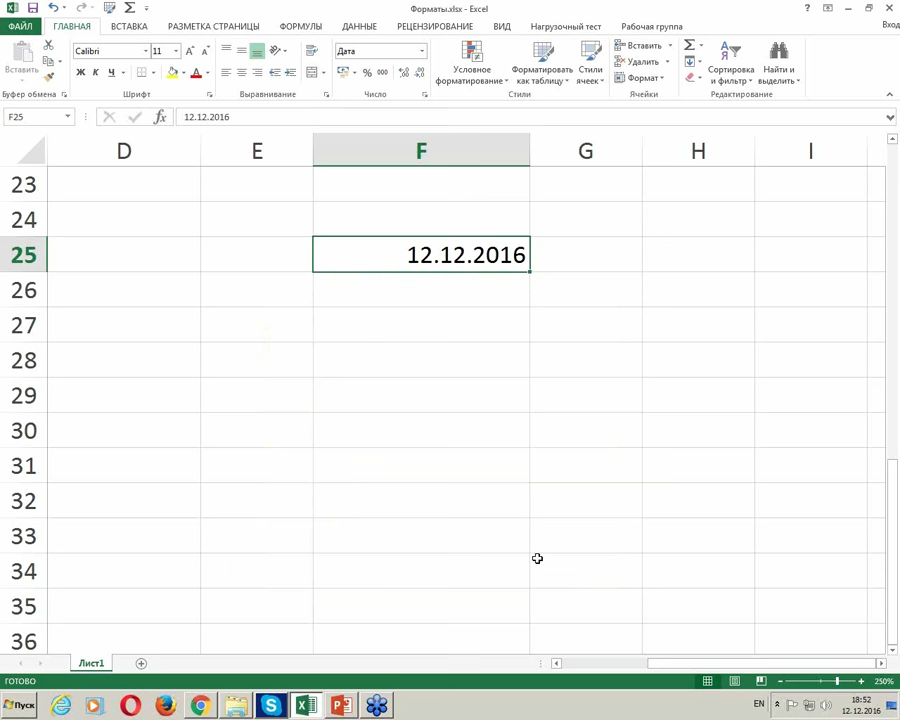 Форматы.xlsx - Excel
ФАЙЛ ГЛАВНАЯ ВСТАВКА РАЗМЕТКА СТРАНИЦЫ ФОРМУЛЫ ДАННЫЕ РЕЦЕНЗИРОВАНИЕ ВИД Нагрузочный тест Рабочая группа Вход
Вставить
Calibri 11
Ж К Ч
Дата
% 000
Условное форматирование
Форматировать как таблицу
Стили ячеек
Вставить
Удалить
Формат
Сортировка и фильтр
Найти и выделить
Буфер обмена Шрифт Выравнивание Число Стили Ячейки Редактирование
F25 fx 12.12.2016
D E F G H I
23
24
25 12.12.2016
26
27
28
29
30
31
32
33
34
35
36
Лист1
ГОТОВО 250%
Пуск EN 18:52
12.12.2016